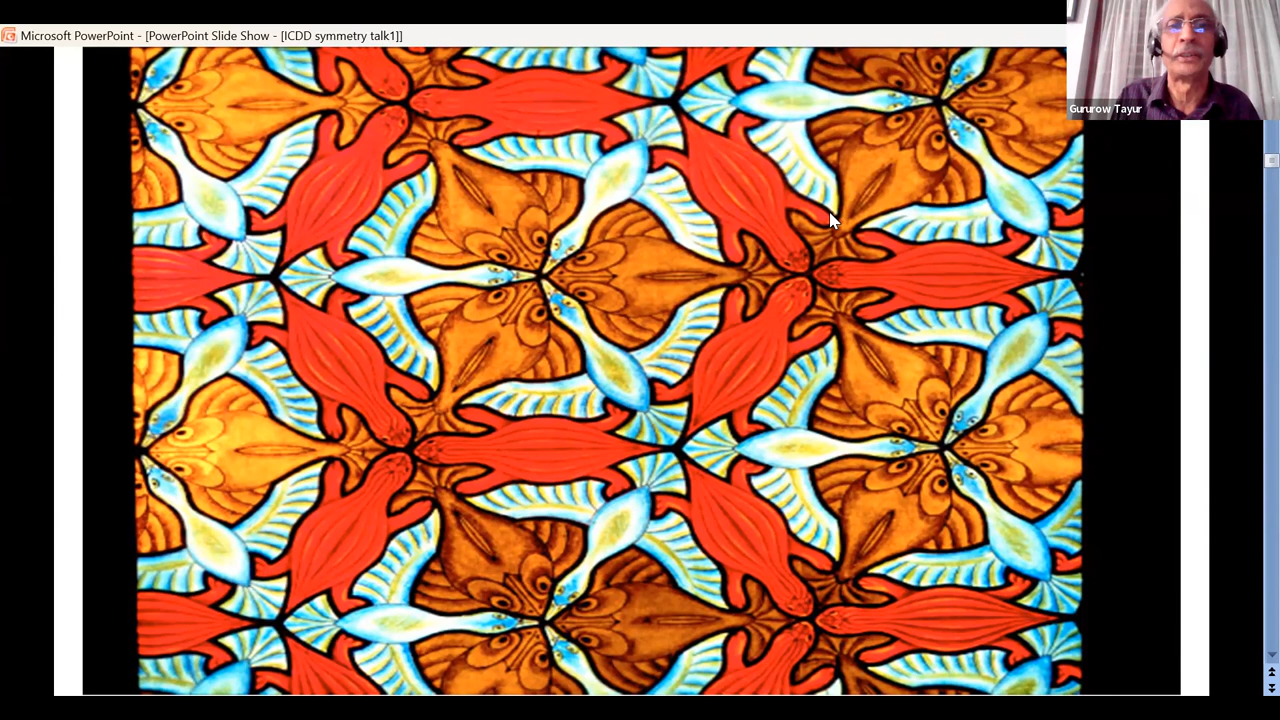 Microsoft PowerPoint - [PowerPoint Slide Show - [ICDD symmetry talk1]]
Gururow Tayur